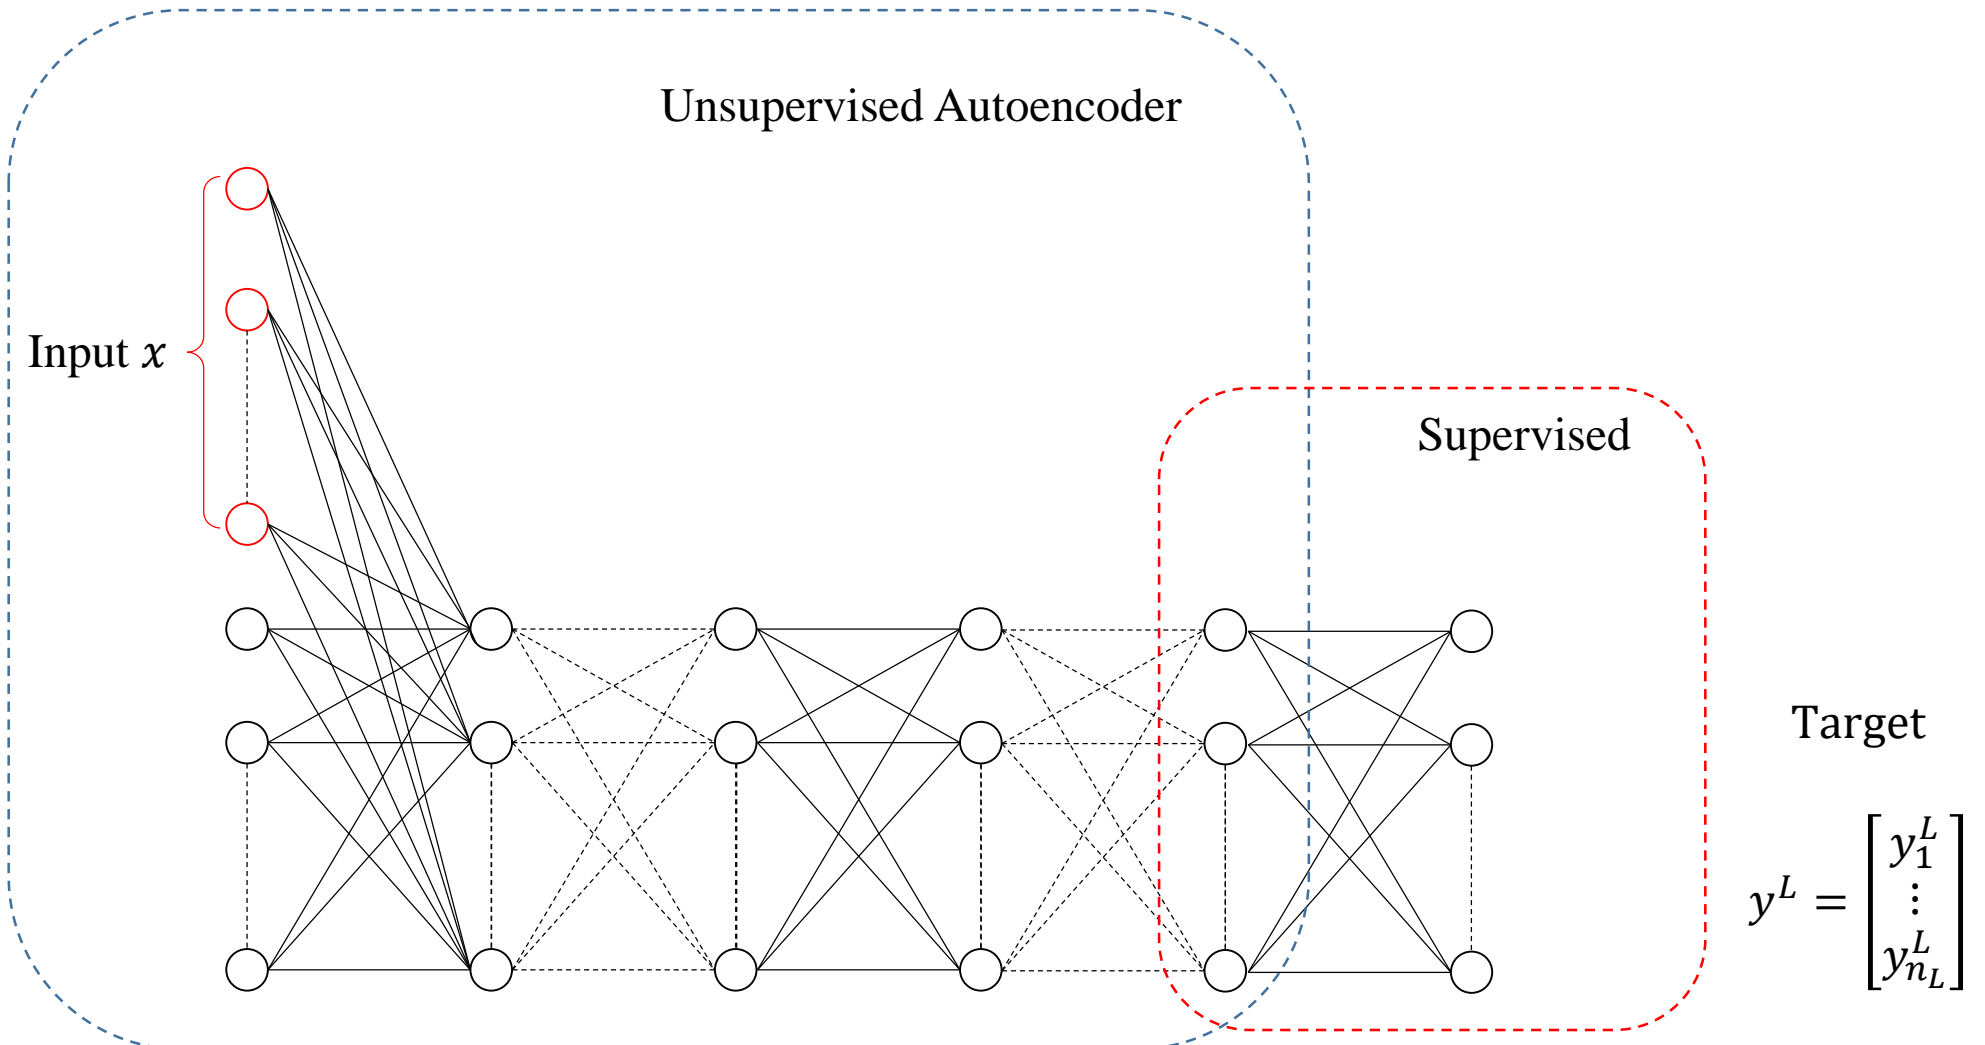 Unsupervised Autoencoder
Input x
Supervised
Target
y^L = [y_1^L ⋮ y_{n_L}^L]